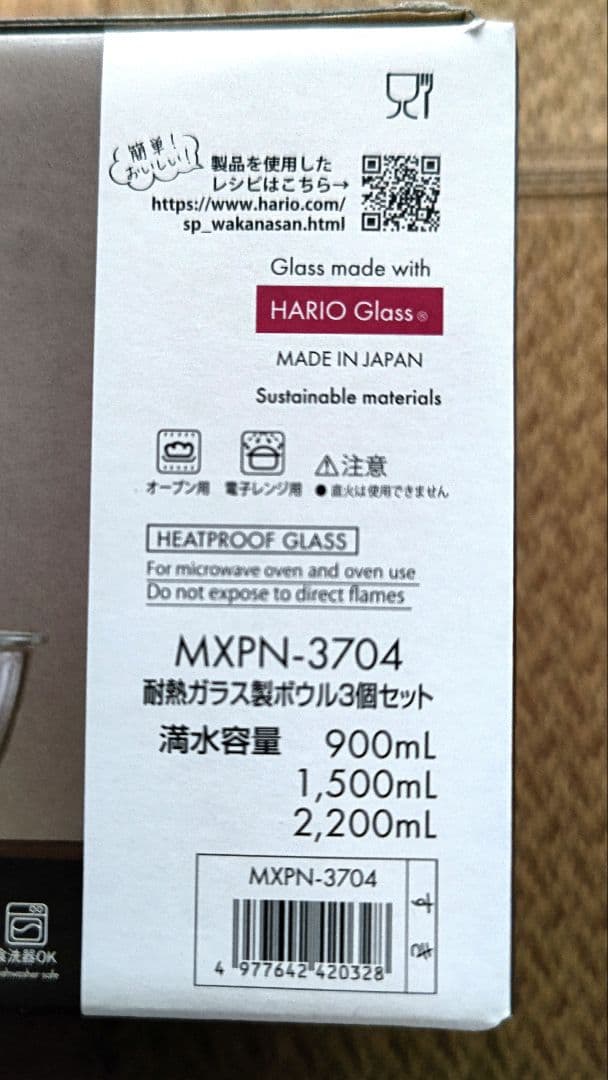 簡単!
おいしい!
製品を使用した
レシピはこちら→
https://www.hario.com/
sp_wakanasan.html
Glass made with
HARIO Glass®
MADE IN JAPAN
Sustainable materials
オーブン用 電子レンジ用 ⚠注意
●直火は使用できません
HEATPROOF GLASS
For microwave oven and oven use
Do not expose to direct flames
MXPN-3704
耐熱ガラス製ボウル3個セット
満水容量 900mL
1,500mL
2,200mL
MXPN-3704
4 977642 420328
食洗器OK
dishwasher safe